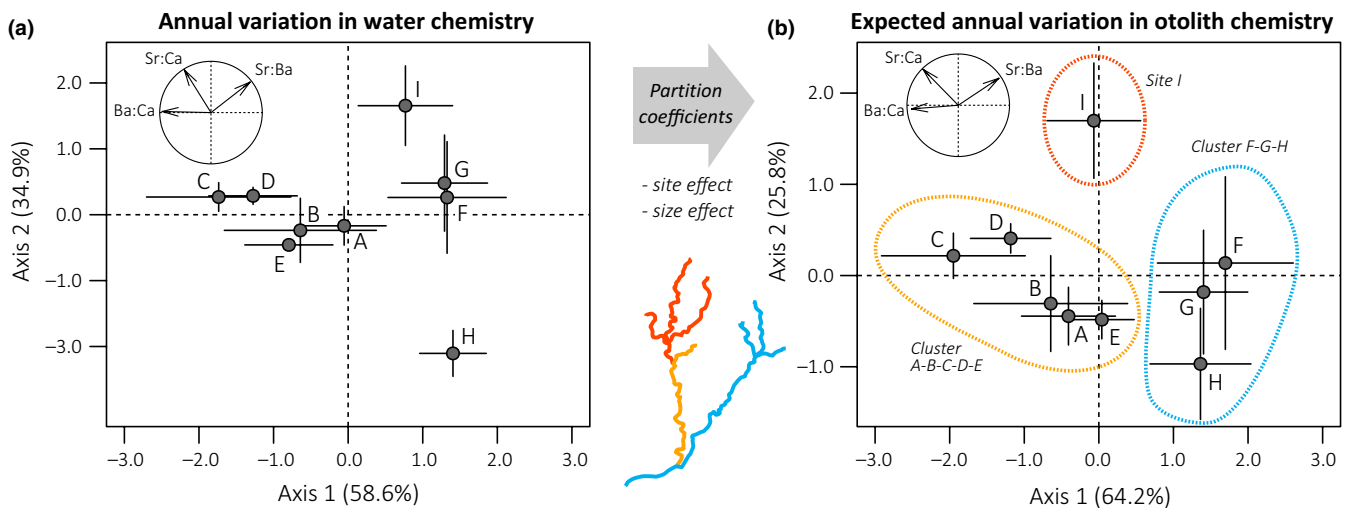 (a)
Annual variation in water chemistry
Sr:Ca
Sr:Ba
Ba:Ca
I
G
F
C
D
B
A
E
H
2.0
1.0
0.0
−1.0
−3.0
Axis 2 (34.9%)
−3.0 −2.0 −1.0 0.0 1.0 2.0 3.0
Axis 1 (58.6%)
Partition
coefficients
- site effect
- size effect
(b)
Expected annual variation in otolith chemistry
Sr:Ca
Sr:Ba
Ba:Ca
I
Site I
Cluster F-G-H
F
G
H
D
C
B
A
E
Cluster
A-B-C-D-E
2.0
1.0
0.0
−1.0
Axis 2 (25.8%)
−3.0 −2.0 −1.0 0.0 1.0 2.0 3.0
Axis 1 (64.2%)